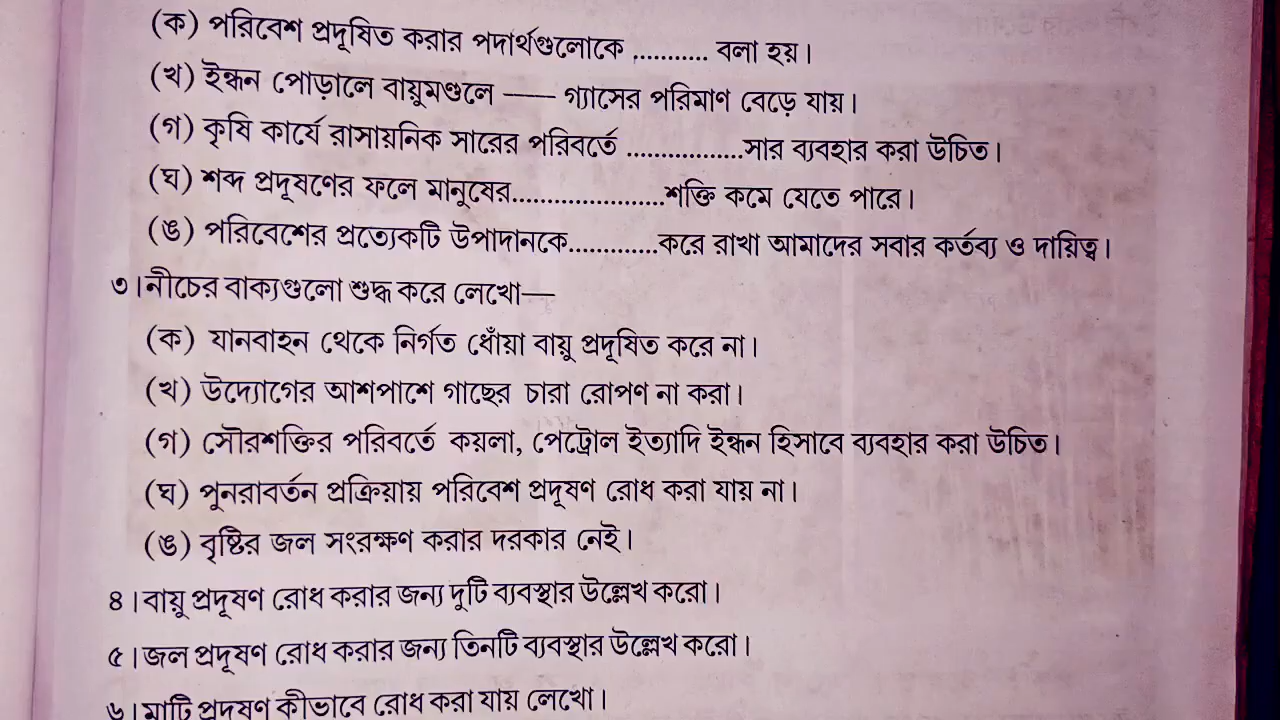 (ক) পরিবেশ প্রদূষিত করার পদার্থগুলোকে ........... বলা হয়।
(খ) ইন্ধন পোড়ালে বায়ুমণ্ডলে —— গ্যাসের পরিমাণ বেড়ে যায়।
(গ) কৃষি কার্যে রাসায়নিক সারের পরিবর্তে .................সার ব্যবহার করা উচিত।
(ঘ) শব্দ প্রদূষণের ফলে মানুষের......................শক্তি কমে যেতে পারে।
(ঙ) পরিবেশের প্রত্যেকটি উপাদানকে.............করে রাখা আমাদের সবার কর্তব্য ও দায়িত্ব।
৩। নীচের বাক্যগুলো শুদ্ধ করে লেখো—
(ক) যানবাহন থেকে নির্গত ধোঁয়া বায়ু প্রদূষিত করে না।
(খ) উদ্যোগের আশপাশে গাছের চারা রোপণ না করা।
(গ) সৌরশক্তির পরিবর্তে কয়লা, পেট্রোল ইত্যাদি ইন্ধন হিসাবে ব্যবহার করা উচিত।
(ঘ) পুনরাবর্তন প্রক্রিয়ায় পরিবেশ প্রদূষণ রোধ করা যায় না।
(ঙ) বৃষ্টির জল সংরক্ষণ করার দরকার নেই।
৪। বায়ু প্রদূষণ রোধ করার জন্য দুটি ব্যবস্থার উল্লেখ করো।
৫। জল প্রদূষণ রোধ করার জন্য তিনটি ব্যবস্থার উল্লেখ করো।
৬। মাটি প্রদূষণ কীভাবে রোধ করা যায় লেখো।